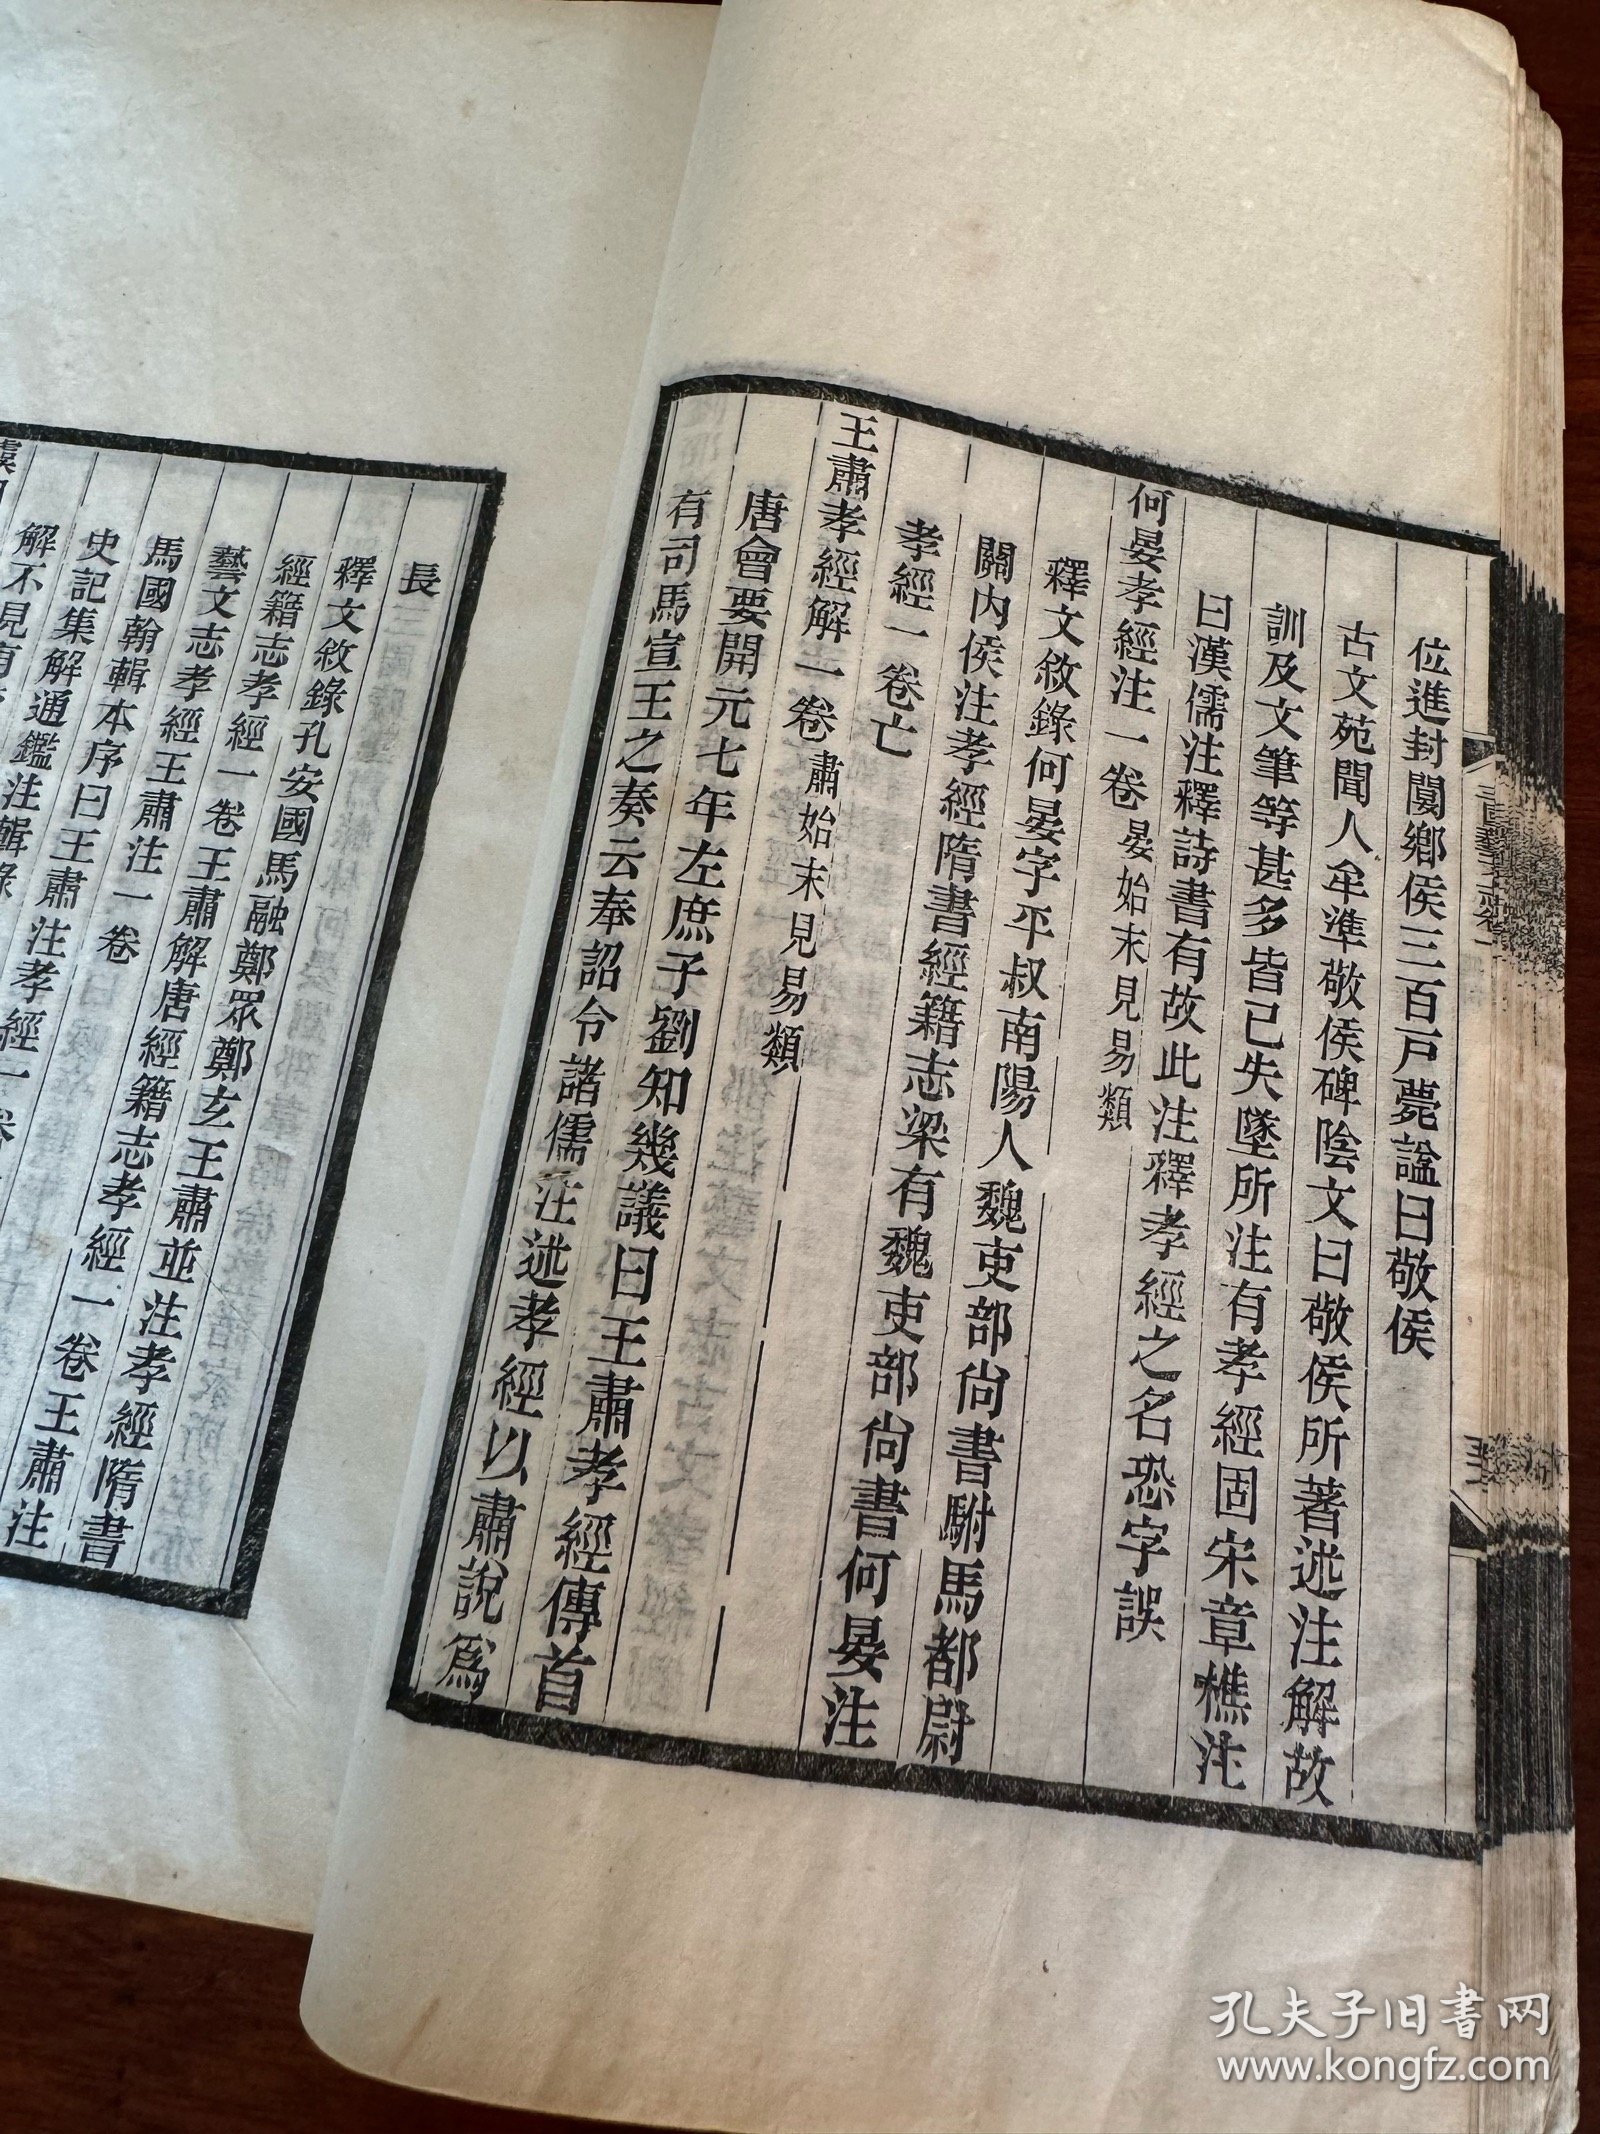 位進封闅鄉侯三百戸薨諡曰敬侯
古文苑聞人牟準敬侯碑陰文曰敬侯所著述注解故
訓及文筆等甚多皆已失墜所注有孝經固宋章樵注
曰漢儒注釋詩書有故此注釋孝經之名恐字誤
何晏孝經注一卷晏始末見易類
釋文敘錄何晏字平叔南陽人魏吏部尙書駙馬都尉
關內侯注孝經隋書經籍志梁有魏吏部尙書何晏注
孝經一卷亡
王肅孝經解一卷肅始末見易類
唐會要開元七年左庶子劉知幾議曰王肅孝經傳首
有司馬宣王之奏云奉詔令諸儒注述孝經以肅說爲
長
釋文敘錄孔安國馬融鄭眾鄭玄王肅並注孝經隋書
經籍志孝經一卷王肅解唐經籍志孝經一卷王肅注
藝文志孝經王肅注一卷
馬國翰輯本序曰王肅
史記集解通鑑注
解不見
孔夫子旧书网
www.kongfz.com